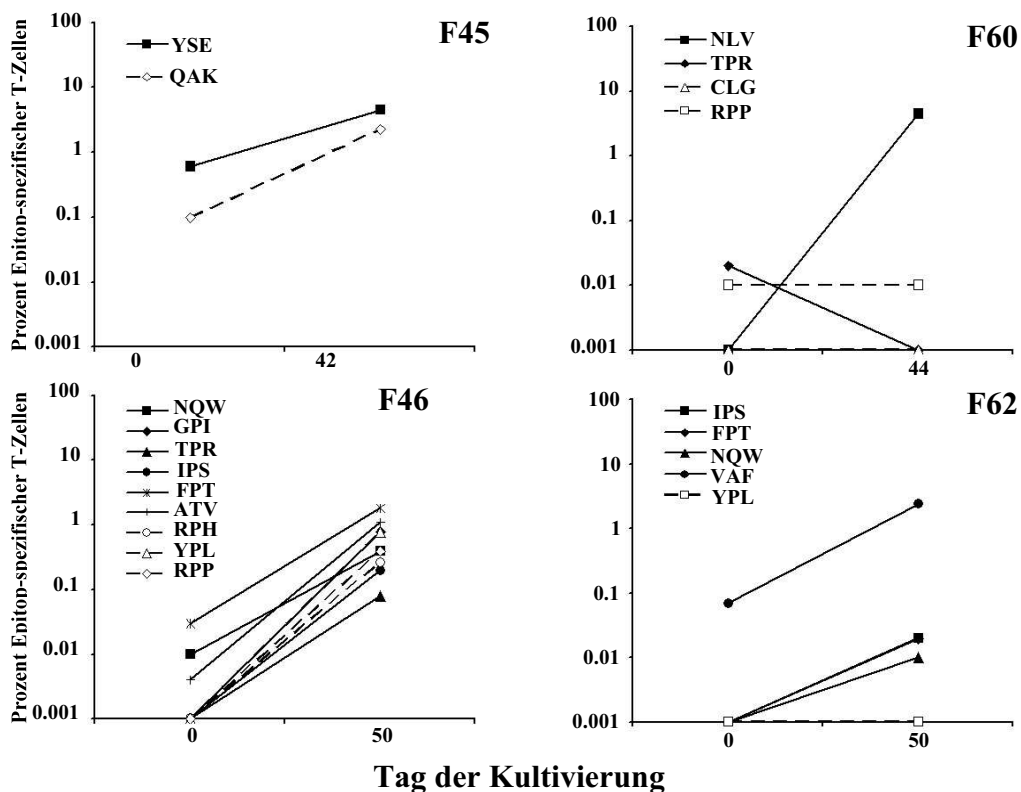 F45
YSE
QAK
100
10
1
0.1
0.01
0.001
0 42
Prozent Epitop-spezifischer T-Zellen
F60
NLV
TPR
CLG
RPP
100
10
1
0.1
0.01
0.001
0 44
F46
NQW
GPI
TPR
IPS
FPT
ATV
RPH
YPL
RPP
100
10
1
0.1
0.01
0.001
0 50
Prozent Epitop-spezifischer T-Zellen
F62
IPS
FPT
NQW
VAF
YPL
100
10
1
0.1
0.01
0.001
0 50
Tag der Kultivierung